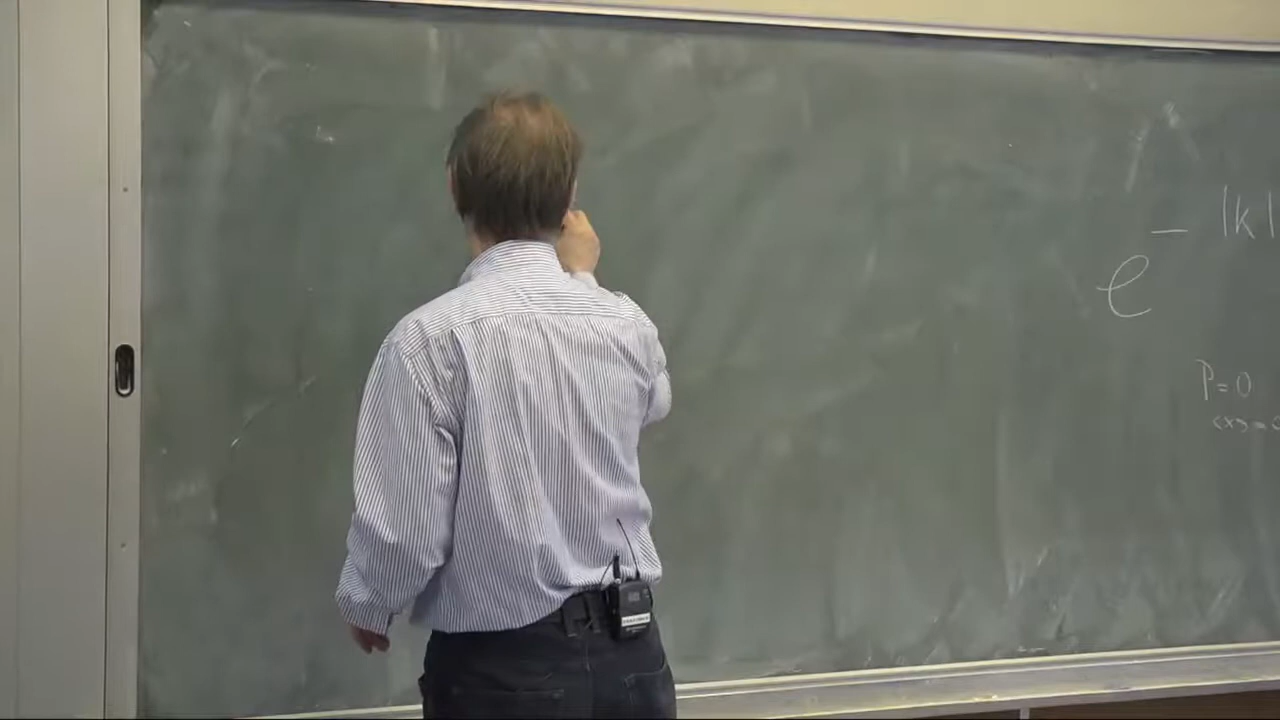 e^- |k|
P=0
<x>=